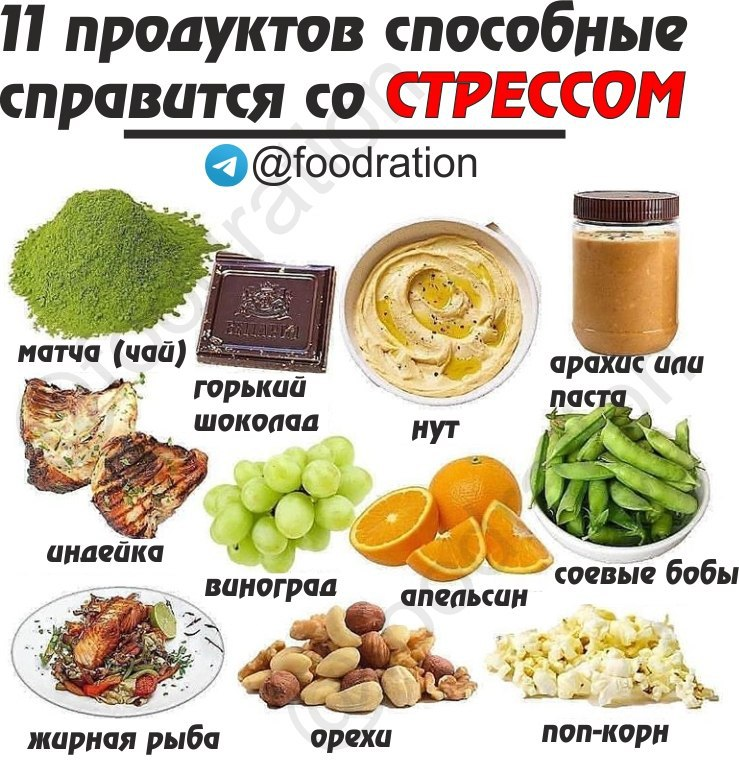 11 продуктов способные
справится со СТРЕССОМ
@foodration
матча (чай)
горький
шоколад
нут
арахис или
паста
индейка
виноград
апельсин
соевые бобы
жирная рыба
орехи
поп-корн